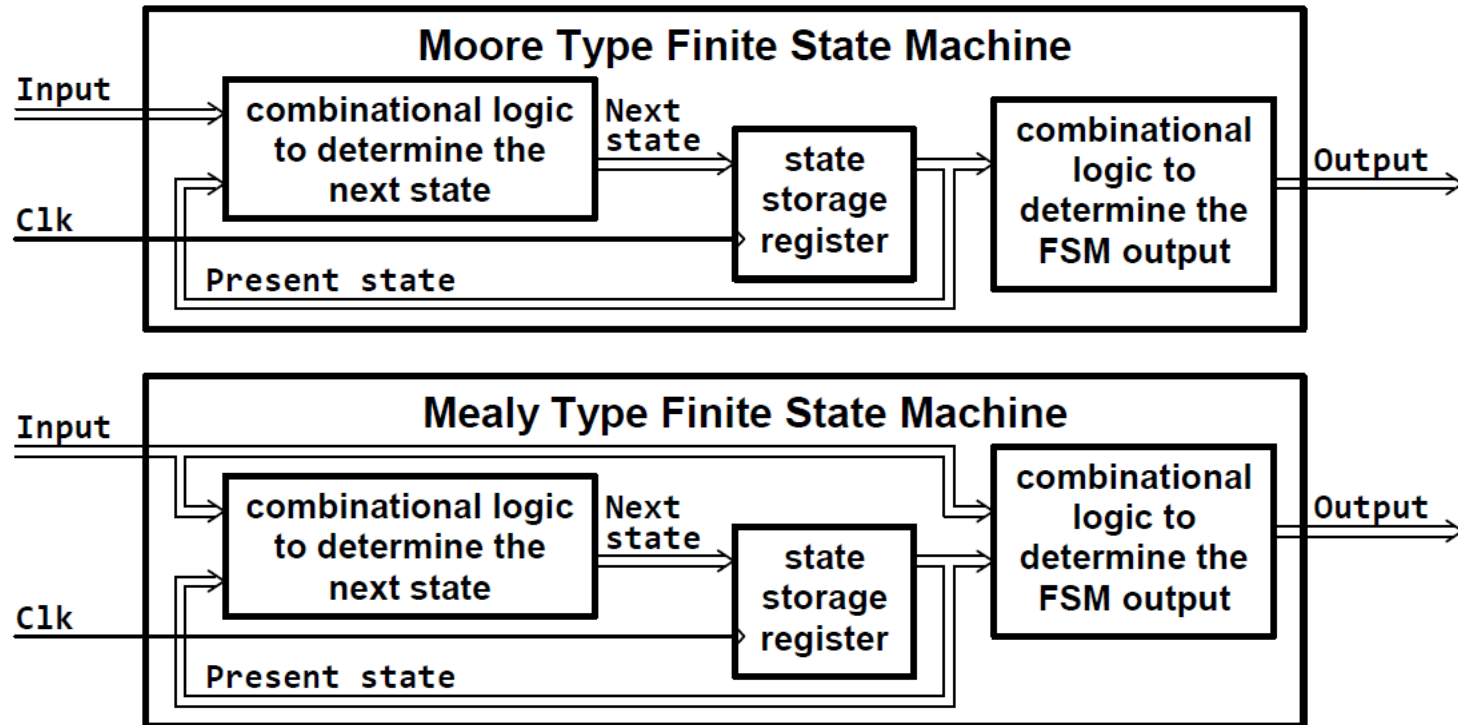 Moore Type Finite State Machine
Input
combinational logic
to determine the
next state
Next
state
state
storage
register
combinational
logic to
determine the
FSM output
Output
Clk
Present state
Mealy Type Finite State Machine
Input
combinational logic
to determine the
next state
Next
state
state
storage
register
combinational
logic to
determine the
FSM output
Output
Clk
Present state